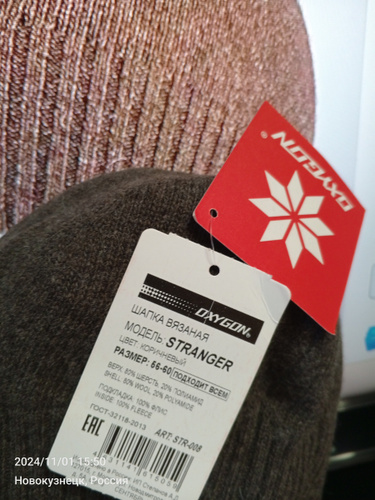 OXYGON®
OXYGON®
ШАПКА ВЯЗАНАЯ
МОДЕЛЬ: STRANGER
ЦВЕТ: КОРИЧНЕВЫЙ
РАЗМЕР: 56-60 ПОДХОДИТ ВСЕМ
ВЕРХ: 80% ШЕРСТЬ, 20% ПОЛИАМИД
SHELL: 80% WOOL, 20% POLYAMIDE
ПОДКЛАДКА: 100% ФЛИС
INSIDE: 100% FLEECE
ГОСТ-32118-2013 ART: STR-008
EAC
2024/11/01 15:50
Новокузнецк, Россия